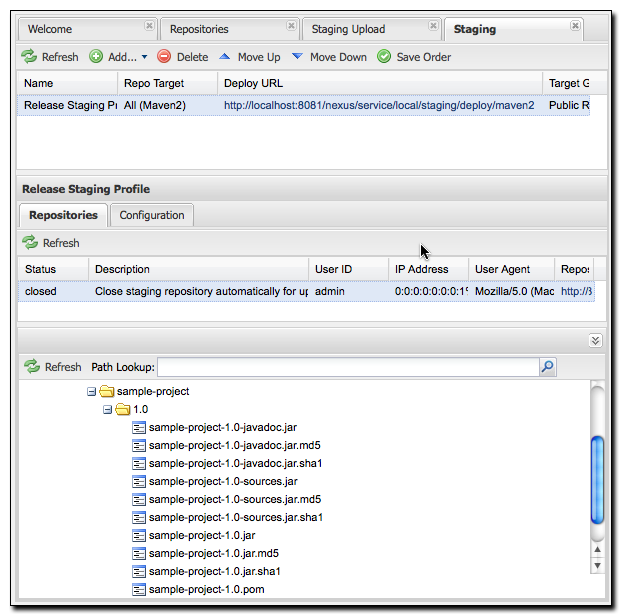 Welcome Repositories Staging Upload Staging
Refresh Add... Delete Move Up Move Down Save Order
Name Repo Target Deploy URL Target G
Release Staging Pr All (Maven2) http://localhost:8081/nexus/service/local/staging/deploy/maven2 Public R
Release Staging Profile
Repositories Configuration
Refresh
Status Description User ID IP Address User Agent Repos
closed Close staging repository automatically for up admin 0:0:0:0:0:0:0:1% Mozilla/5.0 (Mac http://
Refresh Path Lookup:
sample-project
1.0
sample-project-1.0-javadoc.jar
sample-project-1.0-javadoc.jar.md5
sample-project-1.0-javadoc.jar.sha1
sample-project-1.0-sources.jar
sample-project-1.0-sources.jar.md5
sample-project-1.0-sources.jar.sha1
sample-project-1.0.jar
sample-project-1.0.jar.md5
sample-project-1.0.jar.sha1
sample-project-1.0.pom